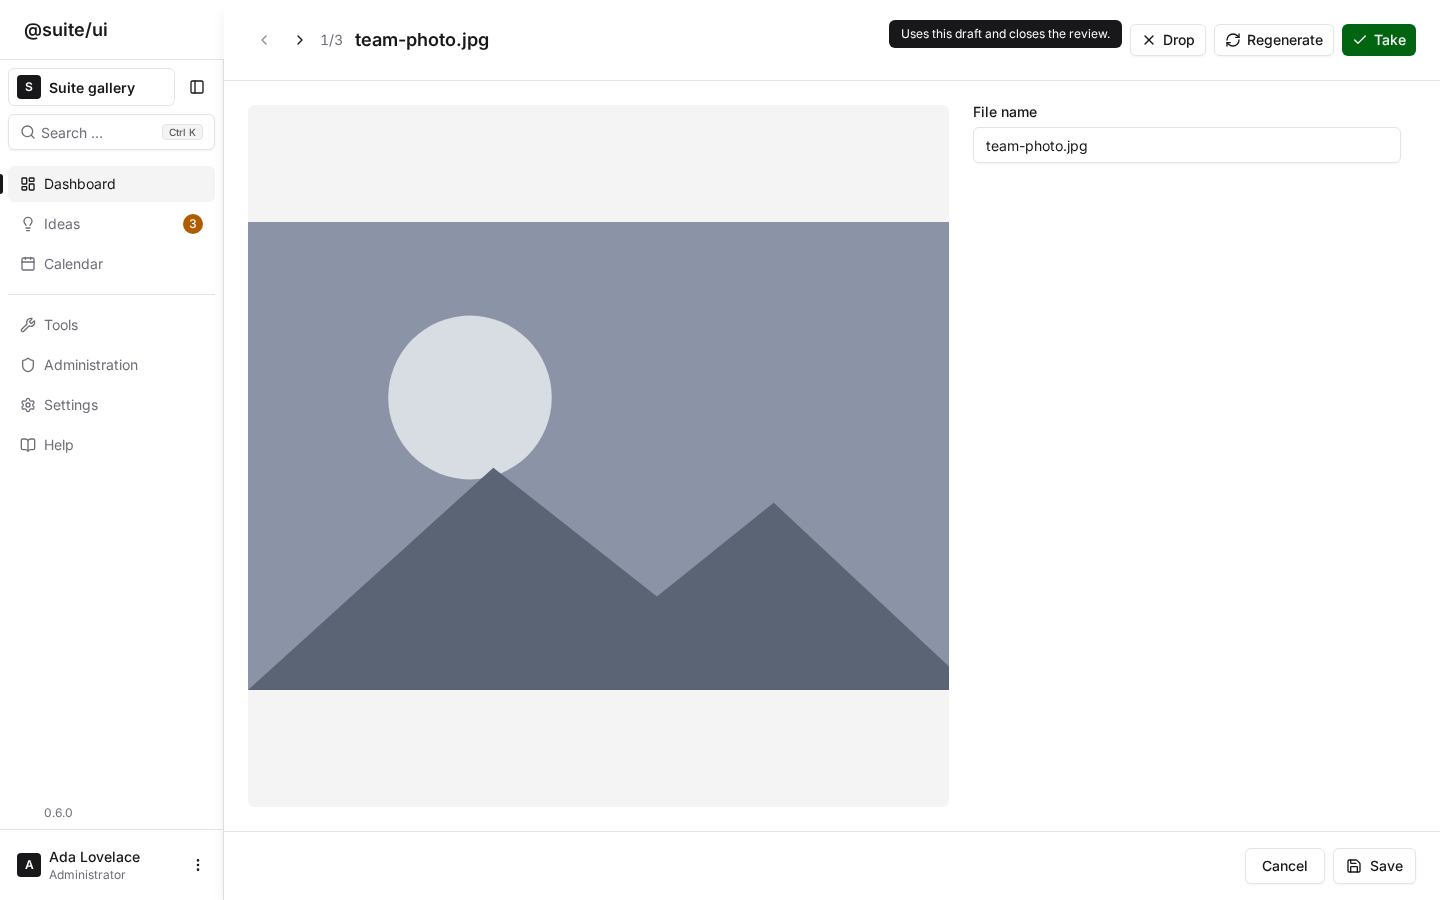 @suite/ui
1/3 team-photo.jpg
Uses this draft and closes the review.
Drop
Regenerate
Take
S Suite gallery
Search ... Ctrl K
Dashboard
Ideas 3
Calendar
Tools
Administration
Settings
Help
File name
team-photo.jpg
0.6.0
A Ada Lovelace
Administrator
Cancel
Save